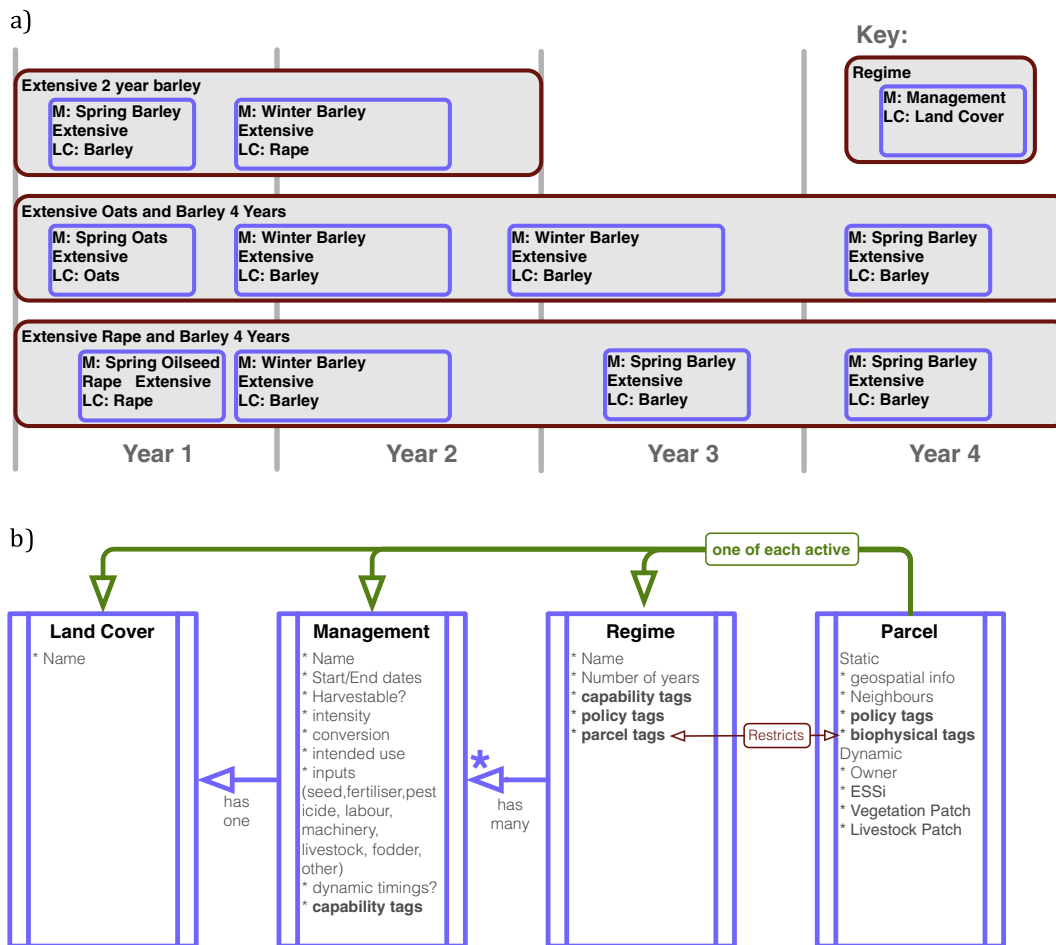 a)
Key:
Regime
M: Management
LC: Land Cover
Extensive 2 year barley
M: Spring Barley
Extensive
LC: Barley
M: Winter Barley
Extensive
LC: Rape
Extensive Oats and Barley 4 Years
M: Spring Oats
Extensive
LC: Oats
M: Winter Barley
Extensive
LC: Barley
M: Winter Barley
Extensive
LC: Barley
M: Spring Barley
Extensive
LC: Barley
Extensive Rape and Barley 4 Years
M: Spring Oilseed
Rape Extensive
LC: Rape
M: Winter Barley
Extensive
LC: Barley
M: Spring Barley
Extensive
LC: Barley
M: Spring Barley
Extensive
LC: Barley
Year 1
Year 2
Year 3
Year 4
b)
one of each active
Land Cover
* Name
has
one
Management
* Name
* Start/End dates
* Harvestable?
* intensity
* conversion
* intended use
* inputs
(seed,fertiliser,pest
icide, labour,
machinery,
livestock, fodder,
other)
* dynamic timings?
* capability tags
*
has
many
Regime
* Name
* Number of years
* capability tags
* policy tags
* parcel tags
Restricts
Parcel
Static
* geospatial info
* Neighbours
* policy tags
* biophysical tags
Dynamic
* Owner
* ESSi
* Vegetation Patch
* Livestock Patch